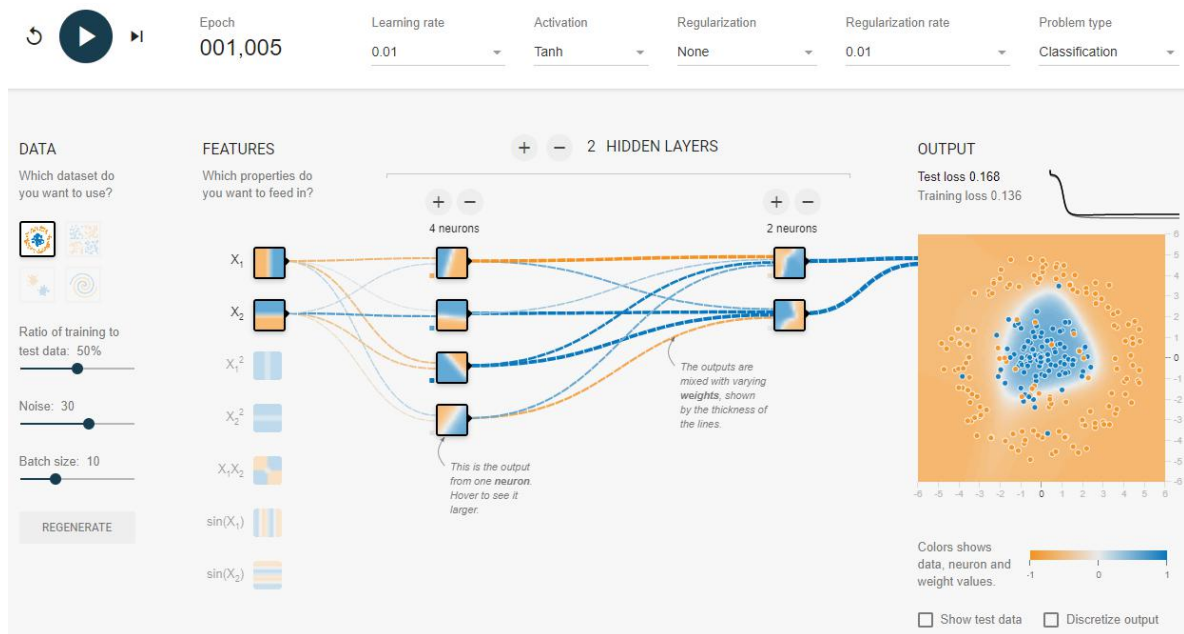 Epoch
001,005
Learning rate
0.01
Activation
Tanh
Regularization
None
Regularization rate
0.01
Problem type
Classification
DATA
Which dataset do
you want to use?
Ratio of training to
test data: 50%
Noise: 30
Batch size: 10
REGENERATE
FEATURES
Which properties do
you want to feed in?
X₁
X₂
X₁²
X₂²
X₁X₂
sin(X₁)
sin(X₂)
+ − 2 HIDDEN LAYERS
+ −
4 neurons
+ −
2 neurons
This is the output
from one neuron.
Hover to see it
larger.
The outputs are
mixed with varying
weights, shown
by the thickness of
the lines.
OUTPUT
Test loss 0.168
Training loss 0.136
6
5
4
3
2
1
0
-1
-2
-3
-4
-5
-6
-6 -5 -4 -3 -2 -1 0 1 2 3 4 5 6
Colors shows
data, neuron and
weight values.
-1 0 1
Show test data
Discretize output